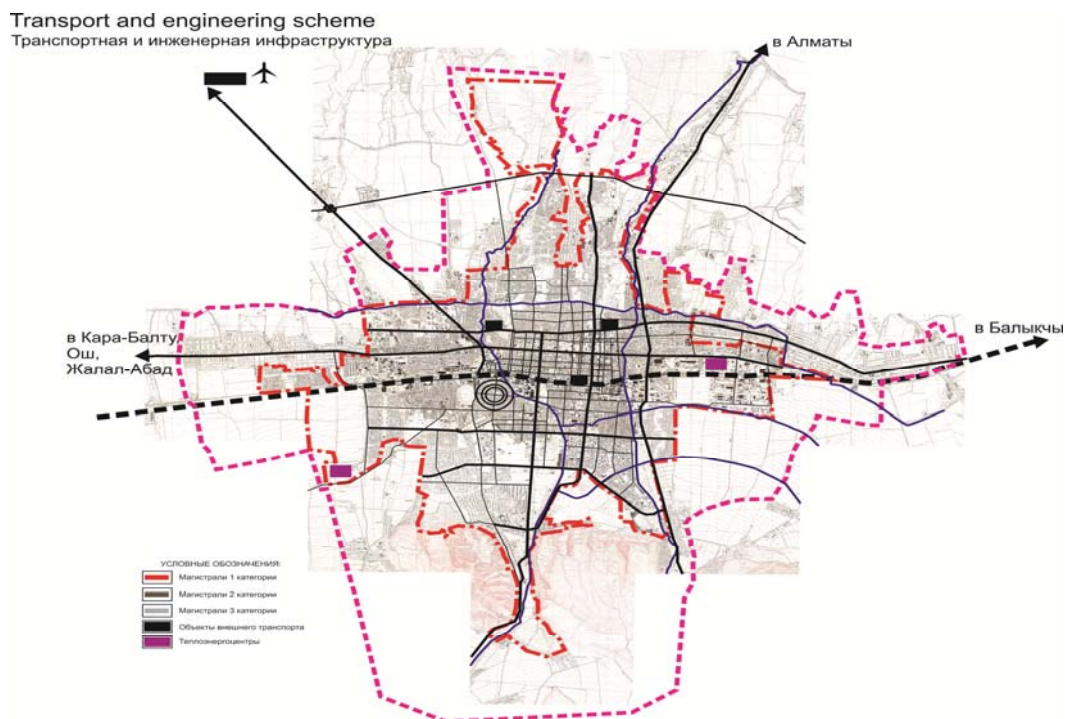 Transport and engineering scheme
Транспортная и инженерная инфраструктура
в Алматы
в Кара-Балту
Ош,
Жалал-Абад
в Балыкчы
УСЛОВНЫЕ ОБОЗНАЧЕНИЯ:
Магистрали 1 категории
Магистрали 2 категории
Магистрали 3 категории
Объекты внешнего транспорта
Теплоэнергоцентры